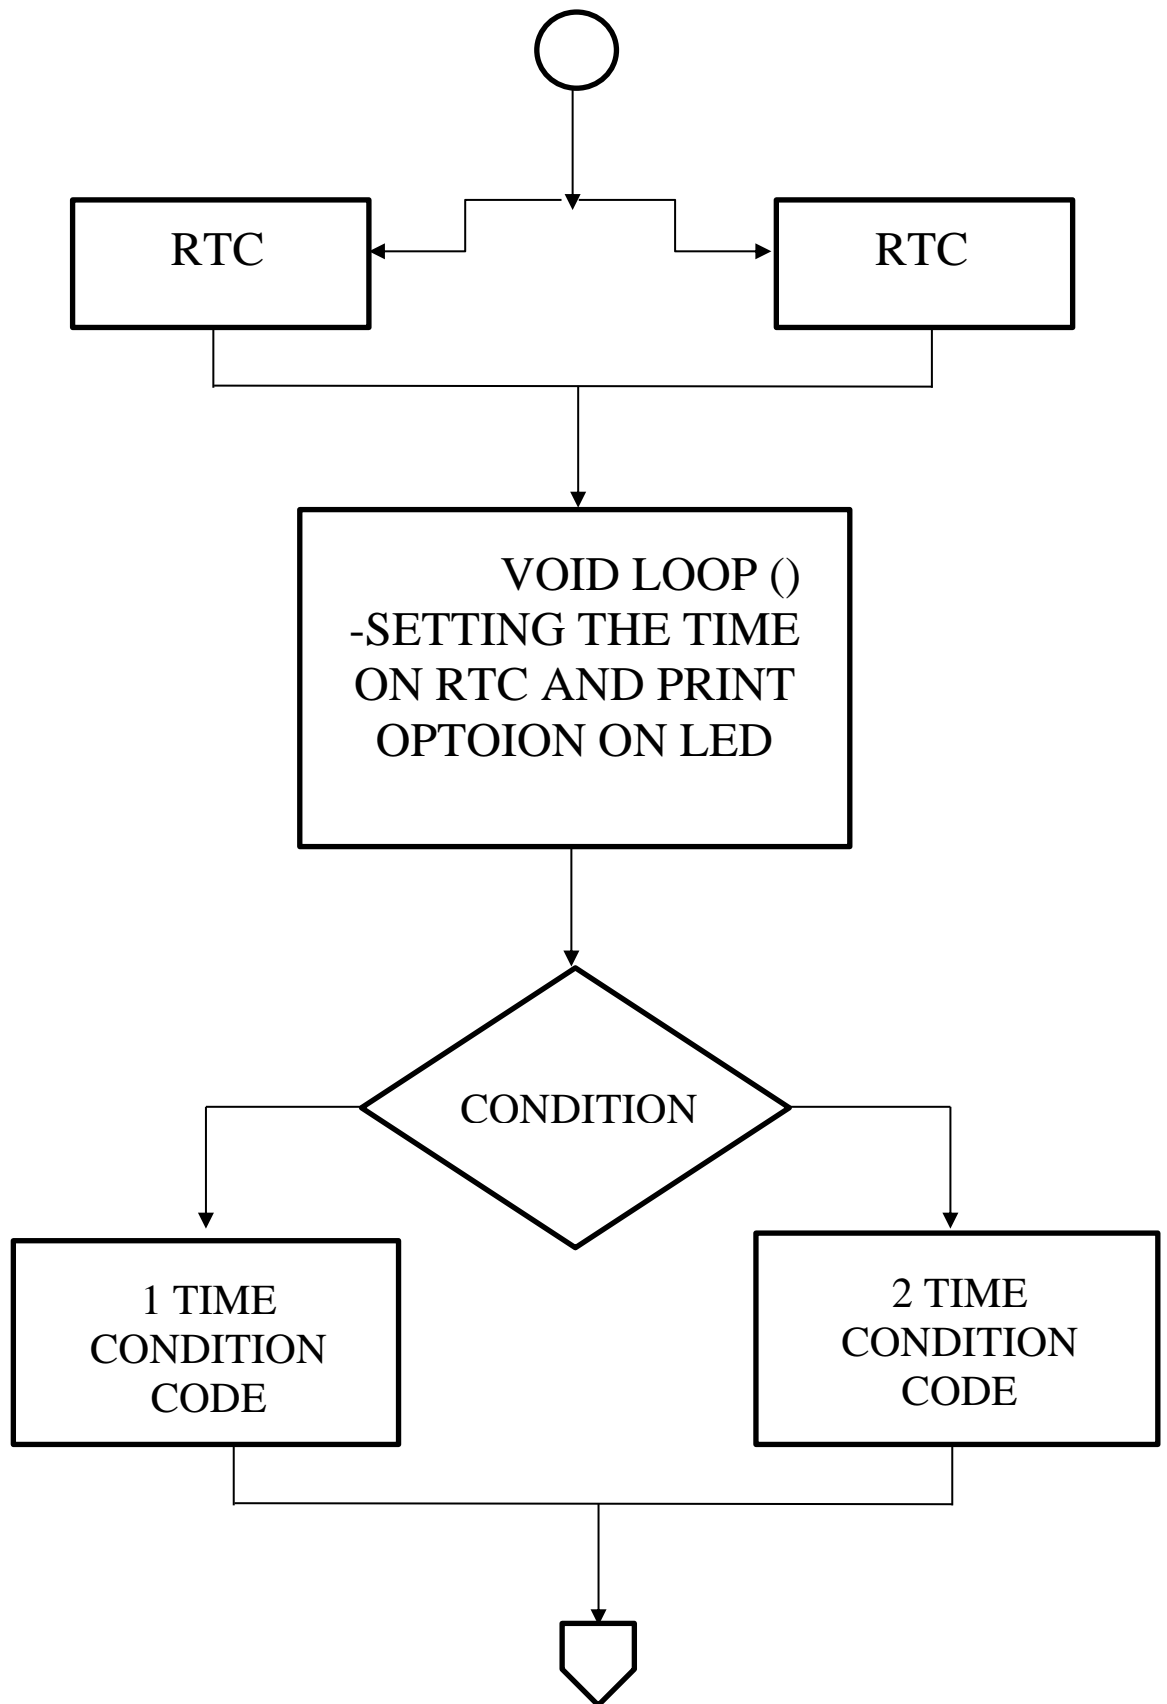 RTC
RTC
VOID LOOP ()
-SETTING THE TIME
ON RTC AND PRINT
OPTOION ON LED
CONDITION
1 TIME
CONDITION
CODE
2 TIME
CONDITION
CODE